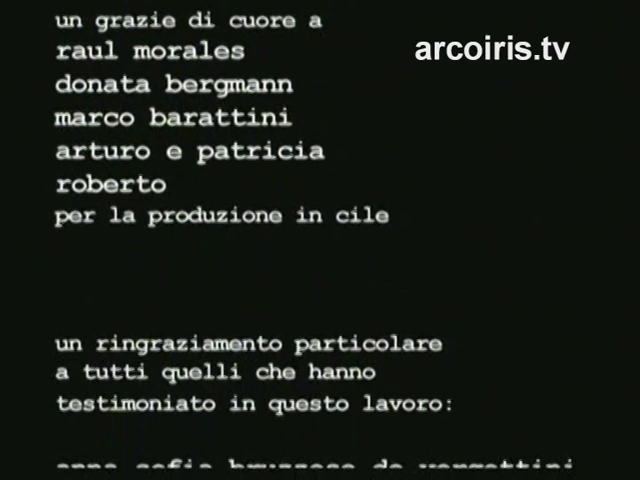 un grazie di cuore a
raul morales
arcoiris.tv
donata bergmann
marco barattini
arturo e patricia
roberto
per la produzione in cile
un ringraziamento particolare
a tutti quelli che hanno
testimoniato in questo lavoro: